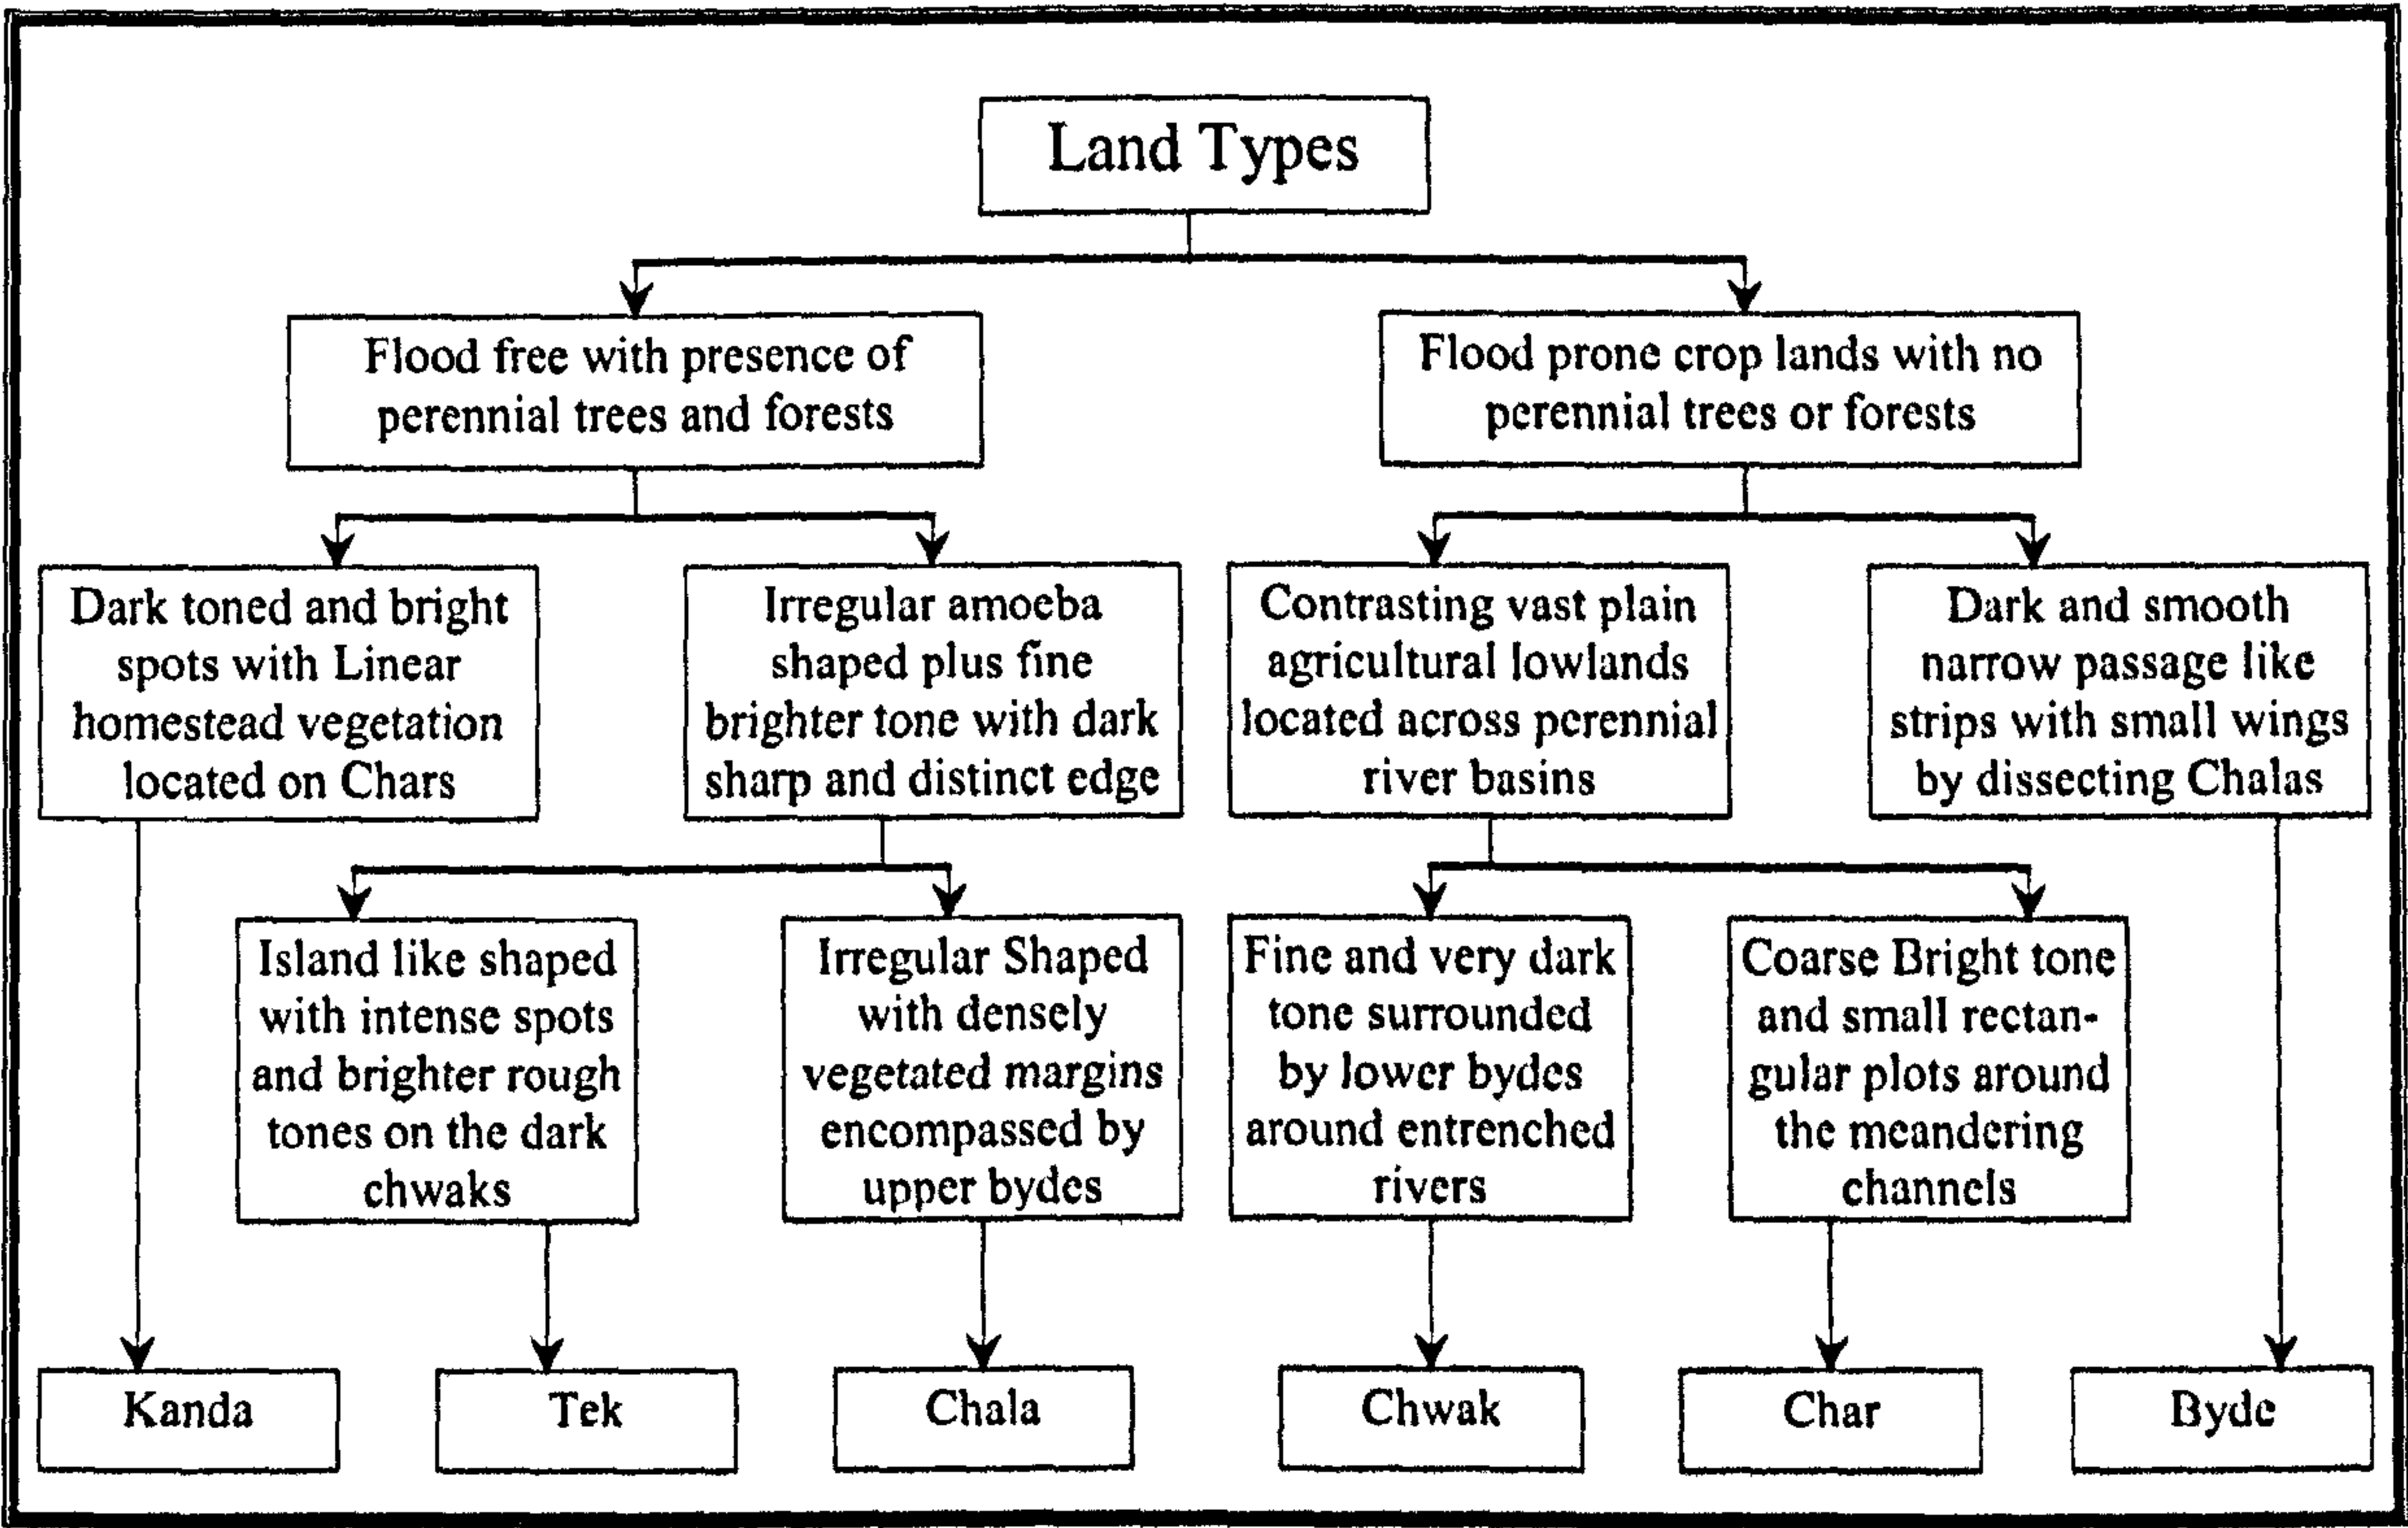 Land Types
Flood free with presence of
perennial trees and forests
Flood prone crop lands with no
perennial trees or forests
Dark toned and bright
spots with Linear
homestead vegetation
located on Chars
Irregular amoeba
shaped plus fine
brighter tone with dark
sharp and distinct edge
Contrasting vast plain
agricultural lowlands
located across perennial
river basins
Dark and smooth
narrow passage like
strips with small wings
by dissecting Chalas
Island like shaped
with intense spots
and brighter rough
tones on the dark
chwaks
Irregular Shaped
with densely
vegetated margins
encompassed by
upper bydes
Fine and very dark
tone surrounded
by lower bydes
around entrenched
rivers
Coarse Bright tone
and small rectan-
gular plots around
the meandering
channels
Kanda
Tek
Chala
Chwak
Char
Byde